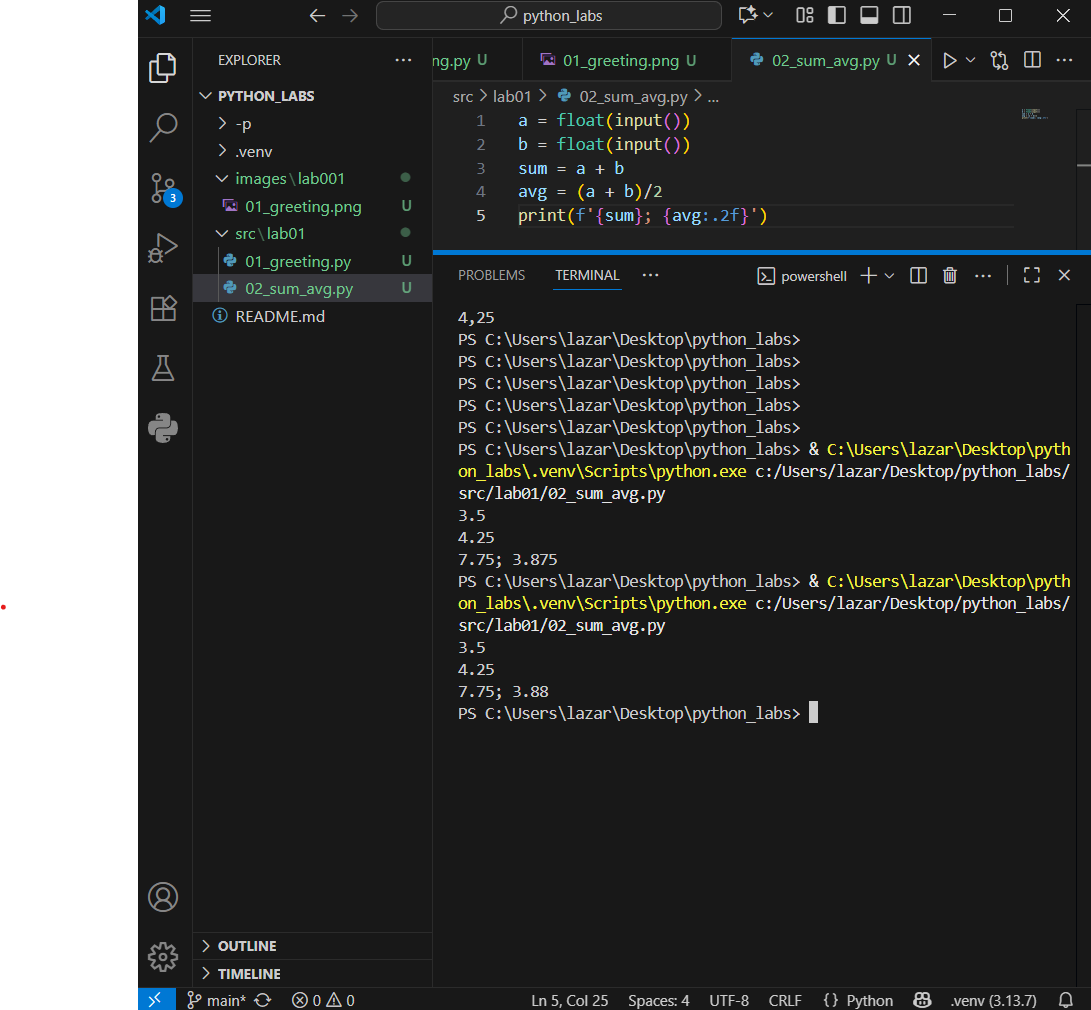 python_labs
EXPLORER
PYTHON_LABS
-p
.venv
images\lab001
01_greeting.png U
src\lab01
01_greeting.py U
02_sum_avg.py U
README.md
OUTLINE
TIMELINE
3
ng.py U
01_greeting.png U
02_sum_avg.py U
src > lab01 > 02_sum_avg.py > ...
1 a = float(input())
2 b = float(input())
3 sum = a + b
4 avg = (a + b)/2
5 print(f'{sum}; {avg:.2f}')
PROBLEMS TERMINAL ... powershell
4,25
PS C:\Users\lazar\Desktop\python_labs>
PS C:\Users\lazar\Desktop\python_labs>
PS C:\Users\lazar\Desktop\python_labs>
PS C:\Users\lazar\Desktop\python_labs>
PS C:\Users\lazar\Desktop\python_labs>
PS C:\Users\lazar\Desktop\python_labs> & C:\Users\lazar\Desktop\pyth
on_labs\.venv\Scripts\python.exe c:/Users/lazar/Desktop/python_labs/
src/lab01/02_sum_avg.py
3.5
4.25
7.75; 3.875
PS C:\Users\lazar\Desktop\python_labs> & C:\Users\lazar\Desktop\pyth
on_labs\.venv\Scripts\python.exe c:/Users/lazar/Desktop/python_labs/
src/lab01/02_sum_avg.py
3.5
4.25
7.75; 3.88
PS C:\Users\lazar\Desktop\python_labs>
main* 0 0 Ln 5, Col 25 Spaces: 4 UTF-8 CRLF {} Python .venv (3.13.7)